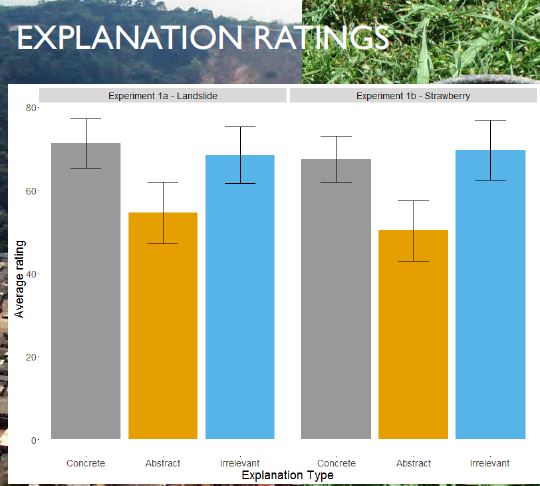 EXPLANATION RATINGS
Experiment 1a - Landslide
Experiment 1b - Strawberry
80
60
40
20
0
Average rating
Concrete
Abstract
Irrelevant
Concrete
Abstract
Irrelevant
Explanation Type